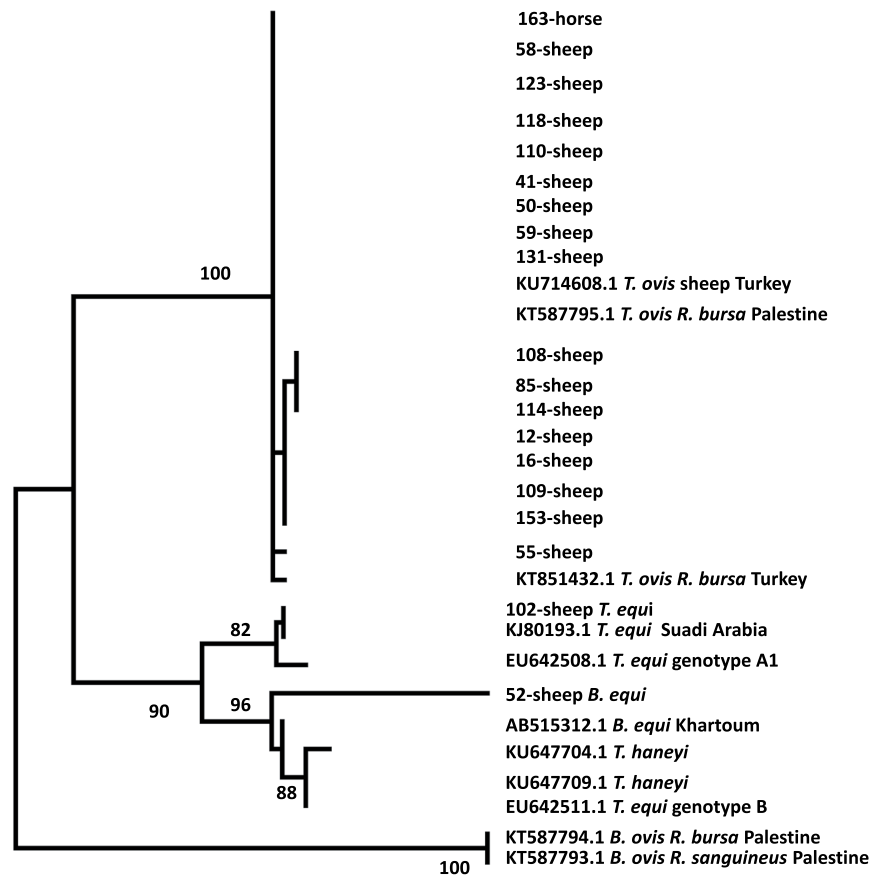 163-horse
58-sheep
123-sheep
118-sheep
110-sheep
41-sheep
50-sheep
59-sheep
131-sheep
100
KU714608.1 T. ovis sheep Turkey
KT587795.1 T. ovis R. bursa Palestine
108-sheep
85-sheep
114-sheep
12-sheep
16-sheep
109-sheep
153-sheep
55-sheep
KT851432.1 T. ovis R. bursa Turkey
102-sheep T. equi
82
KJ80193.1 T. equi Suadi Arabia
EU642508.1 T. equi genotype A1
52-sheep B. equi
90
96
AB515312.1 B. equi Khartoum
KU647704.1 T. haneyi
KU647709.1 T. haneyi
88
EU642511.1 T. equi genotype B
KT587794.1 B. ovis R. bursa Palestine
KT587793.1 B. ovis R. sanguineus Palestine
100